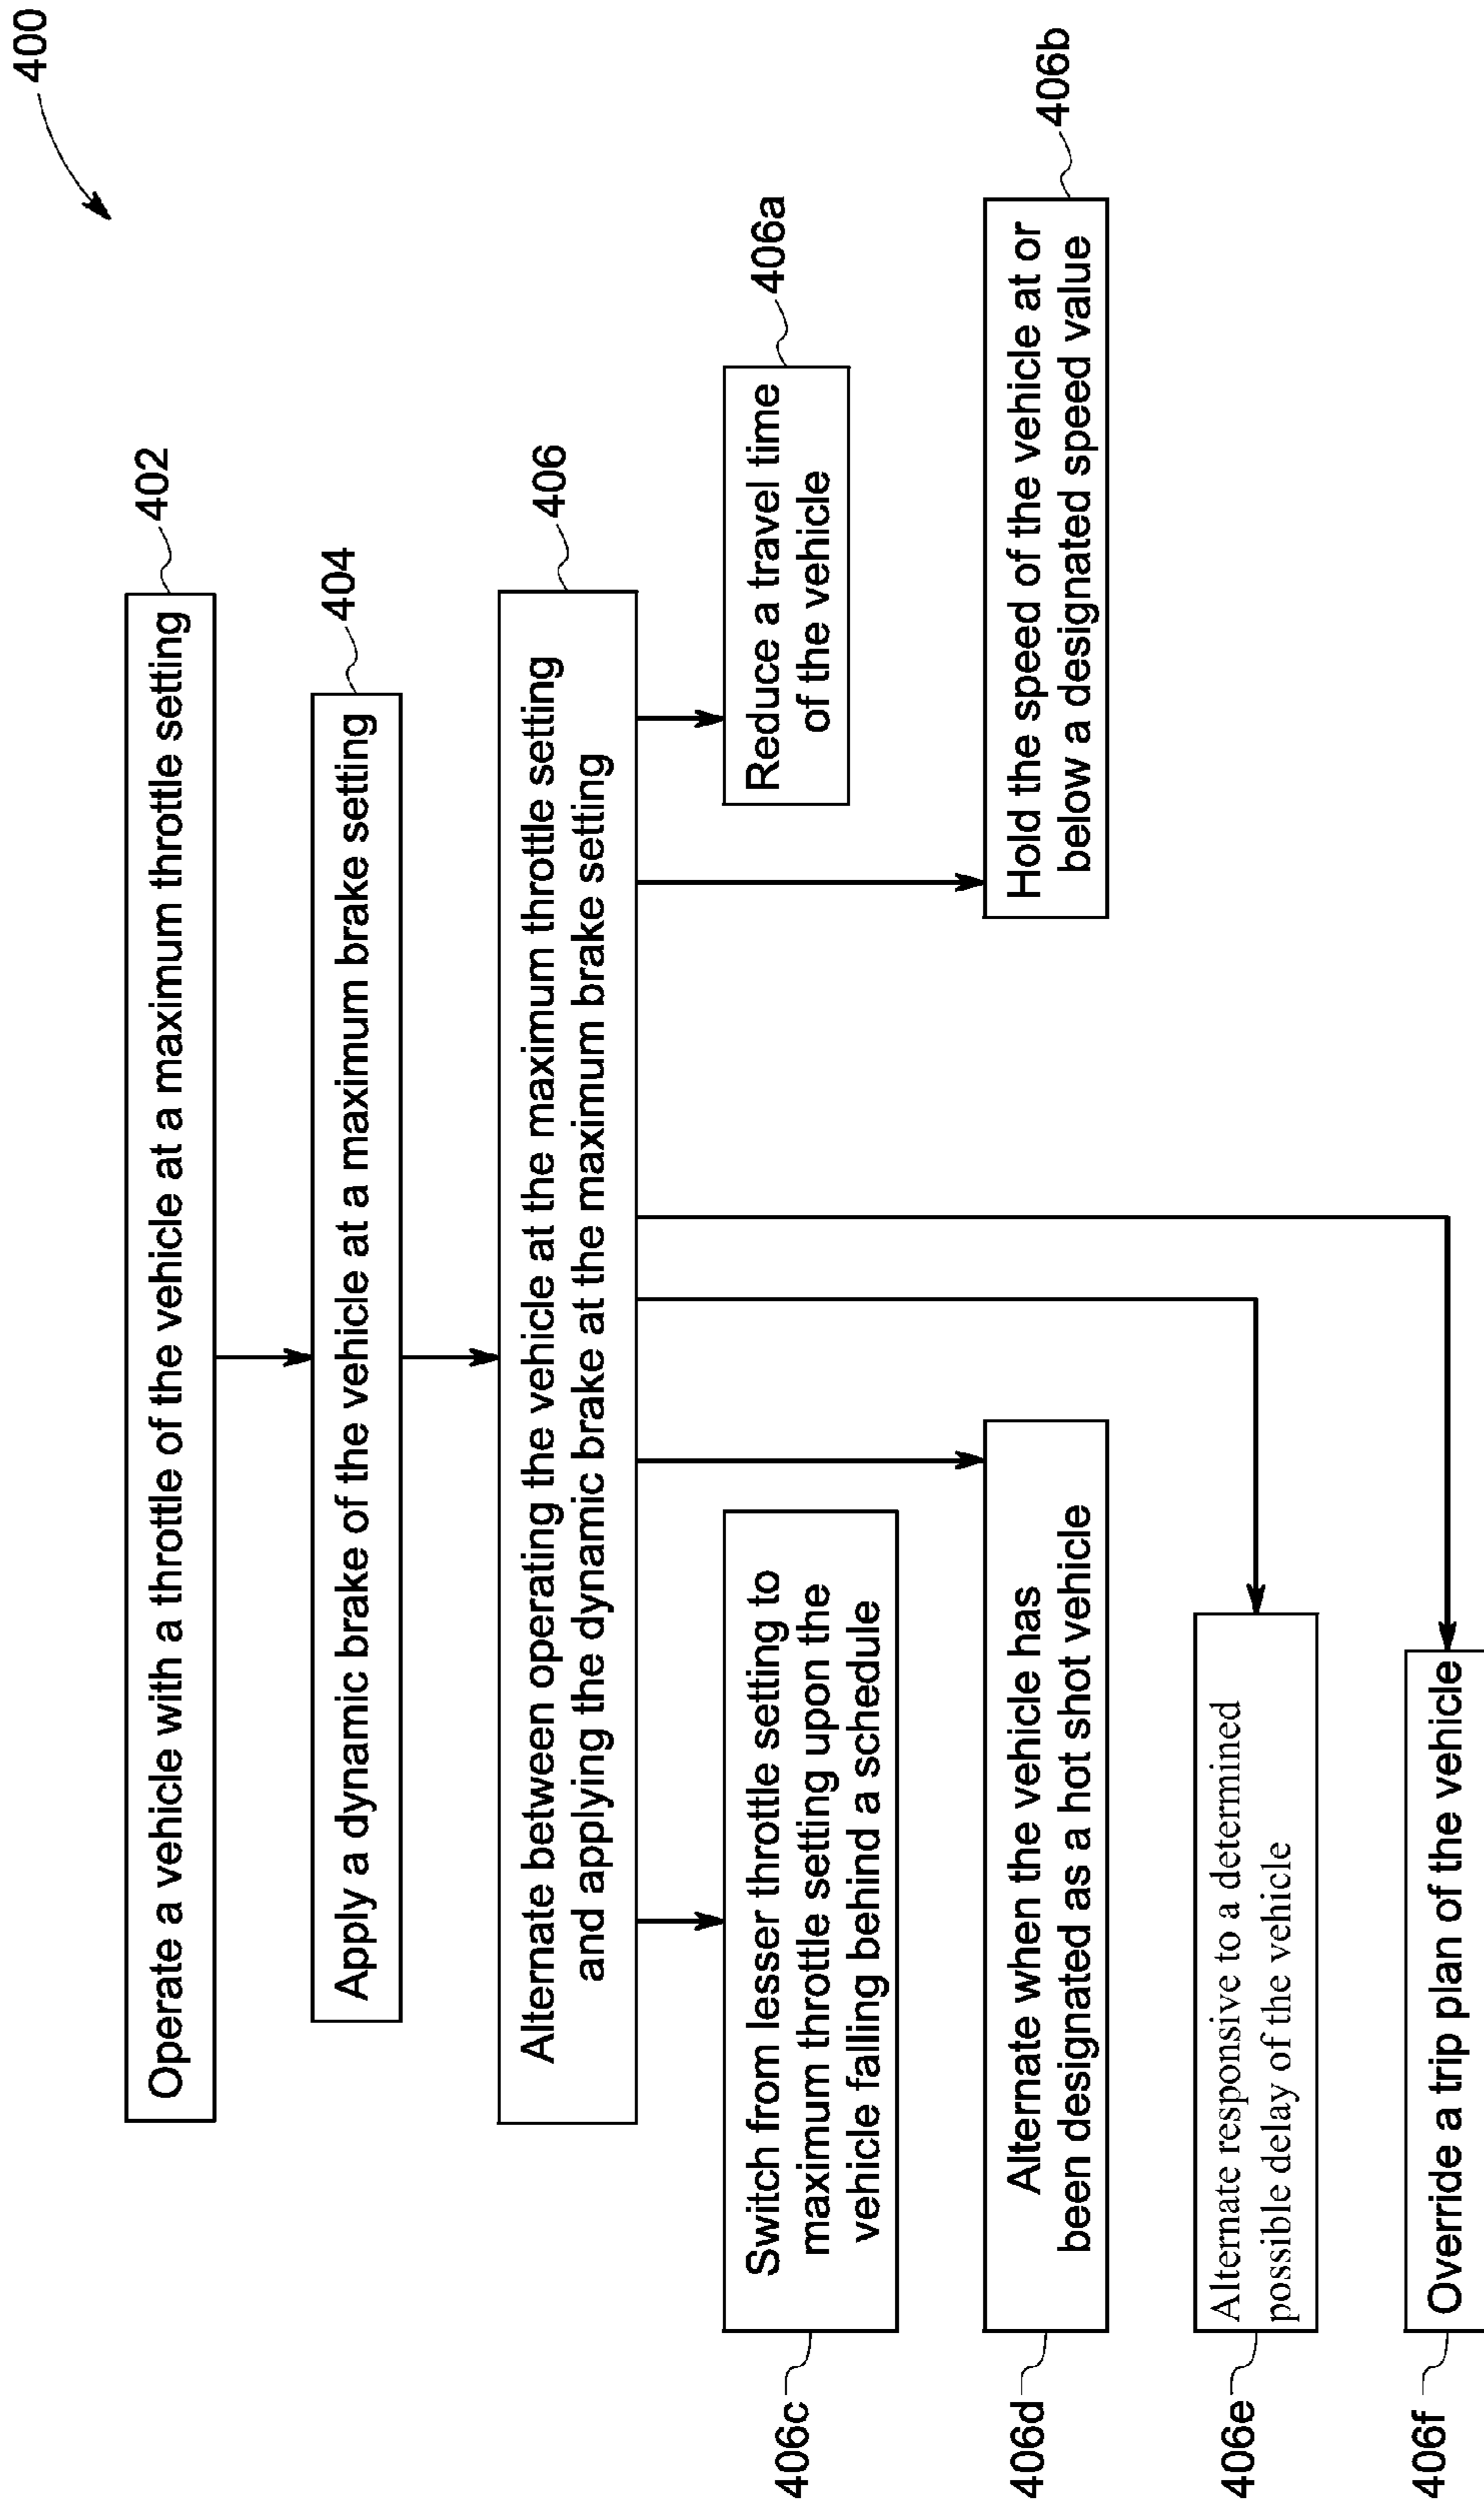 400
402
Operate a vehicle with a throttle of the vehicle at a maximum throttle setting
404
Apply a dynamic brake of the vehicle at a maximum brake setting
406
Alternate between operating the vehicle at the maximum throttle setting
and applying the dynamic brake at the maximum brake setting
406a
Reduce a travel time
of the vehicle
406b
Hold the speed of the vehicle at or
below a designated speed value
406c
Switch from lesser throttle setting to
maximum throttle setting upon the
vehicle falling behind a schedule
406d
Alternate when the vehicle has
been designated as a hot shot vehicle
406e
Alternate responsive to a determined
possible delay of the vehicle
406f
Override a trip plan of the vehicle